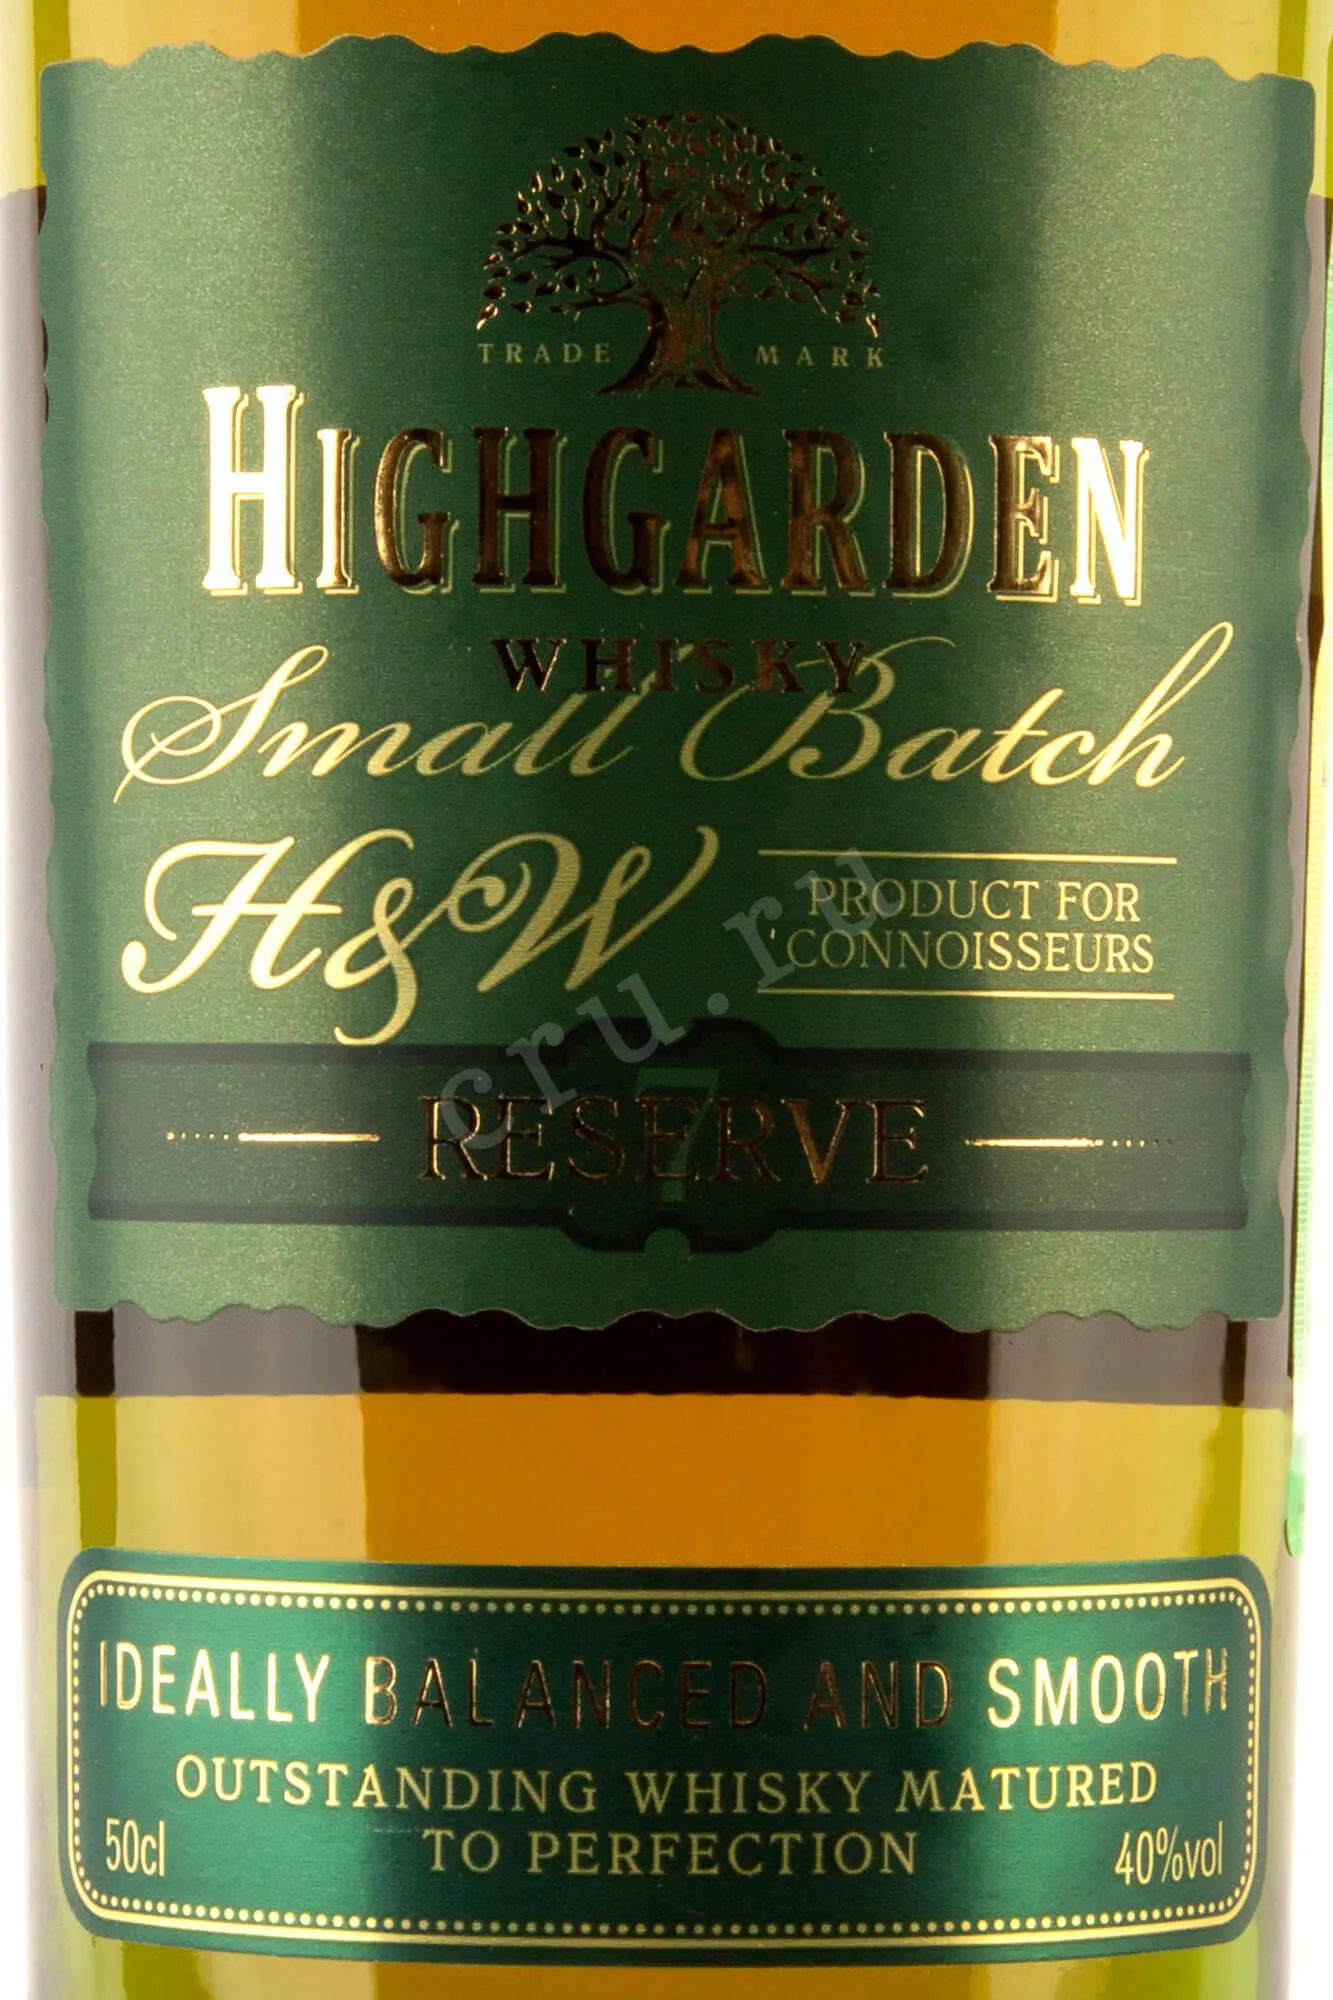 TRADE MARK
HIGHGARDEN
WHISKY
Small Batch
H&W
PRODUCT FOR
CONNOISSEURS
7
RESERVE
cru.ru
IDEALLY BALANCED AND SMOOTH
OUTSTANDING WHISKY MATURED
TO PERFECTION
50cl
40%vol